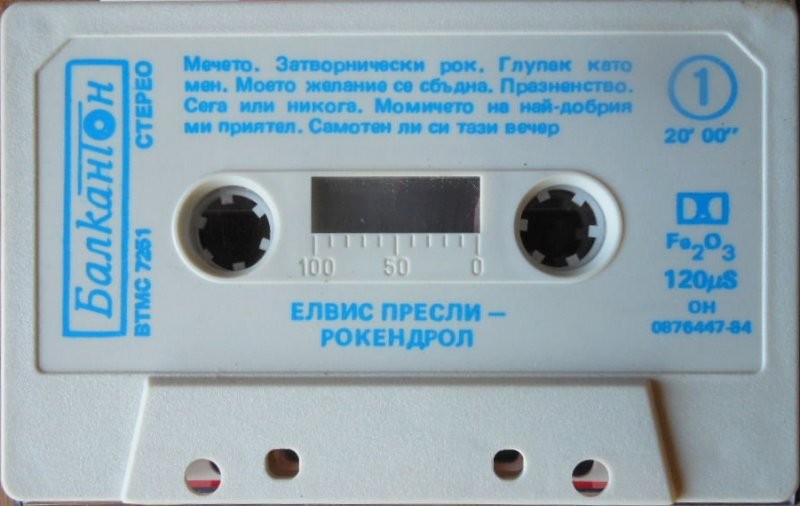 Мечето. Затворнически рок. Глупак като
мен. Моето желание се сбъдна. Празненство.
Сега или никога. Момичето на най-добрия
ми приятел. Самотен ли си тази вечер
1
20' 00"
Балкантон
СТЕРЕО
ВТМС 7251
100 50 0
Fe2O3
120µS
ОН
0876447-84
ЕЛВИС ПРЕСЛИ –
РОКЕНДРОЛ